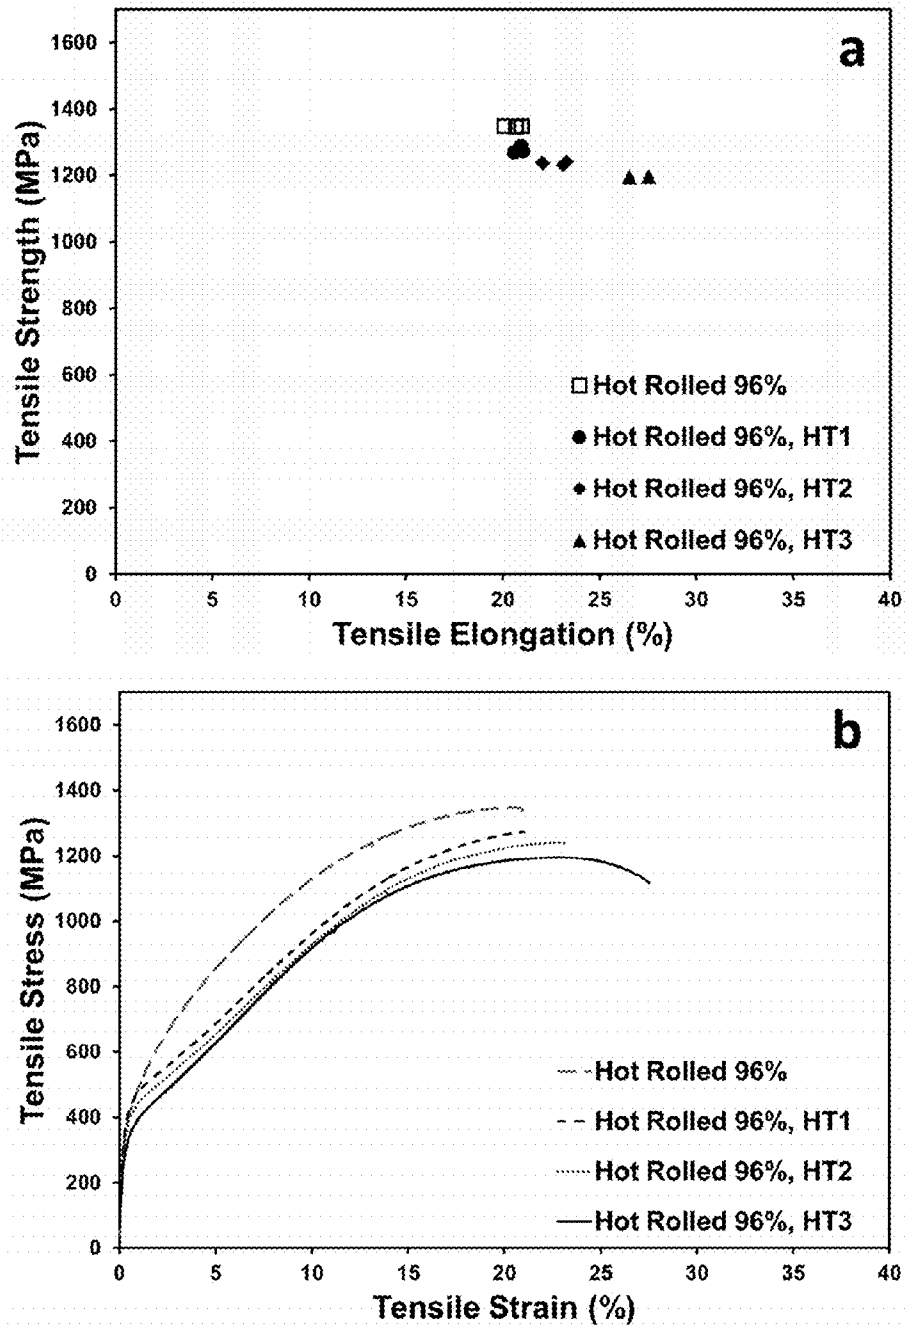 a
1600
1400
1200
1000
800
600
400
200
0
Tensile Strength (MPa)
Hot Rolled 96%
Hot Rolled 96%, HT1
Hot Rolled 96%, HT2
Hot Rolled 96%, HT3
0 5 10 15 20 25 30 35 40
Tensile Elongation (%)
b
1600
1400
1200
1000
800
600
400
200
0
Tensile Stress (MPa)
Hot Rolled 96%
Hot Rolled 96%, HT1
Hot Rolled 96%, HT2
Hot Rolled 96%, HT3
0 5 10 15 20 25 30 35 40
Tensile Strain (%)